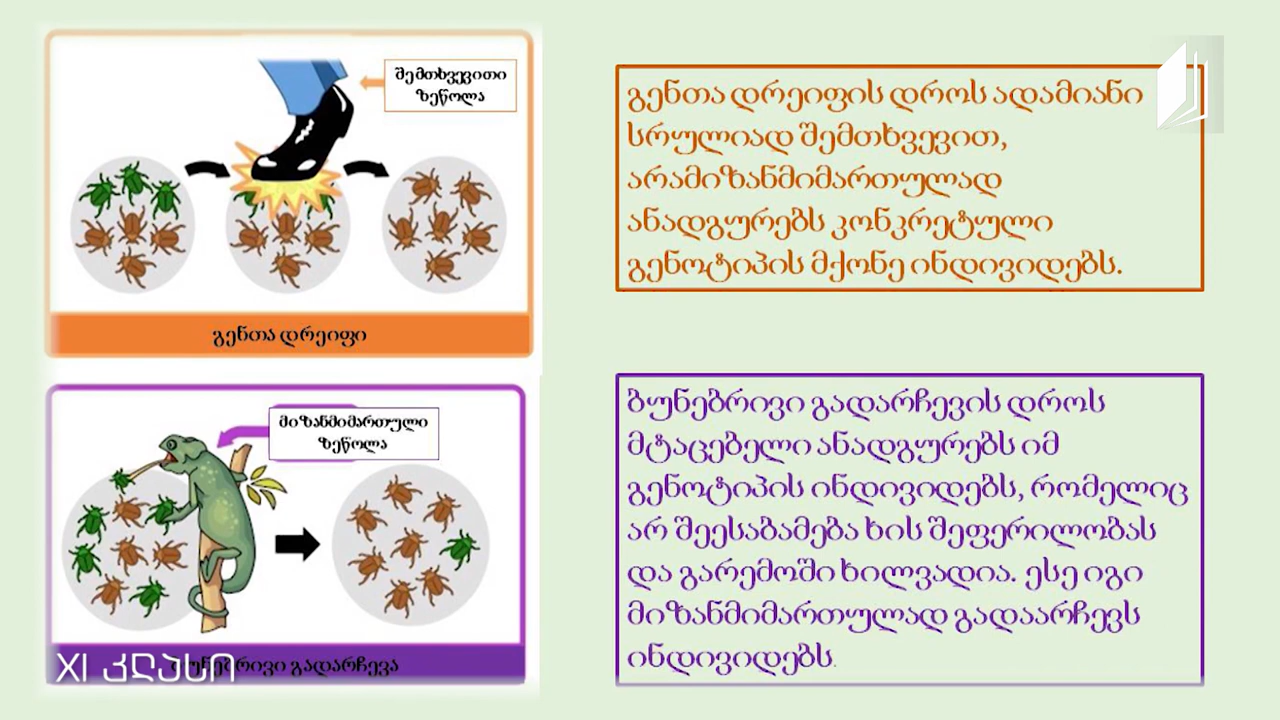 შემთხვევითი
ზეწოლა
გენთა დრეიფი
გენთა დრეიფის დროს ადამიანი
სრულიად შემთხვევით,
არამიზანმიმართულად
ანადგურებს კონკრეტული
გენოტიპის მქონე ინდივიდებს.
მიზანმიმართული
ზეწოლა
XI კლასი
ბუნებრივი გადარჩევა
ბუნებრივი გადარჩევის დროს
მტაცებელი ანადგურებს იმ
გენოტიპის ინდივიდებს, რომელიც
არ შეესაბამება ხის შეფერილობას
და გარემოში ხილვადია. ესე იგი
მიზანმიმართულად გადაარჩევს
ინდივიდებს.